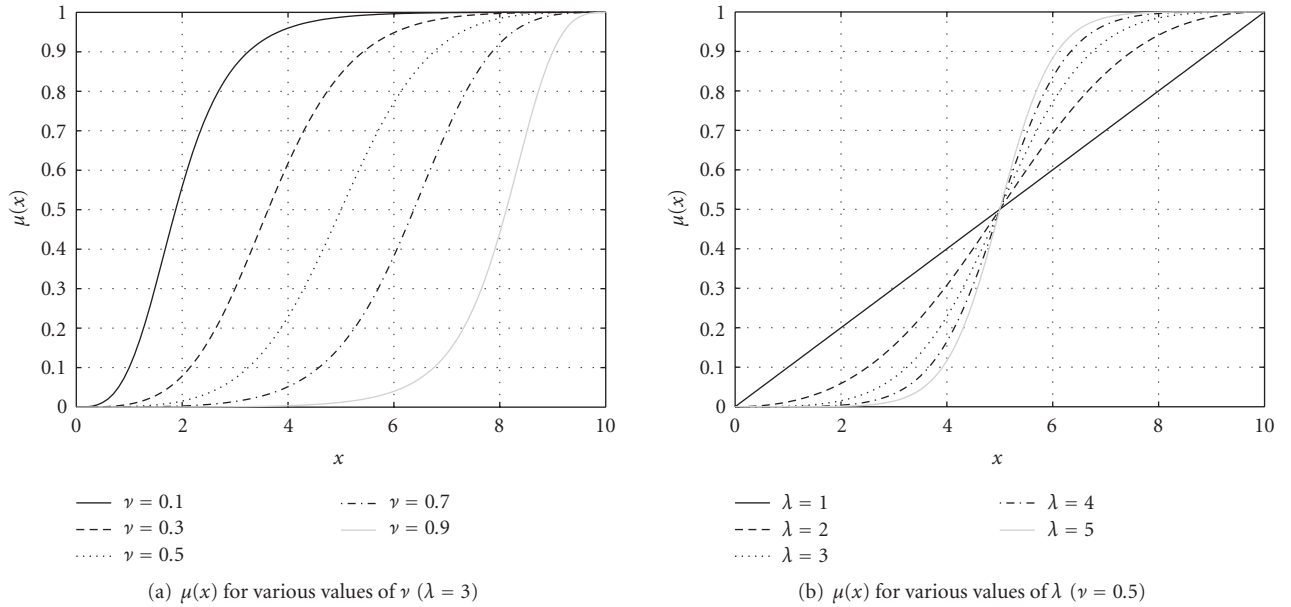 1
0.9
0.8
0.7
0.6
0.5
0.4
0.3
0.2
0.1
0
μ(x)
0 2 4 6 8 10
x
ν = 0.1
ν = 0.3
ν = 0.5
ν = 0.7
ν = 0.9
(a) μ(x) for various values of ν (λ = 3)
1
0.9
0.8
0.7
0.6
0.5
0.4
0.3
0.2
0.1
0
μ(x)
0 2 4 6 8 10
x
λ = 1
λ = 2
λ = 3
λ = 4
λ = 5
(b) μ(x) for various values of λ (ν = 0.5)